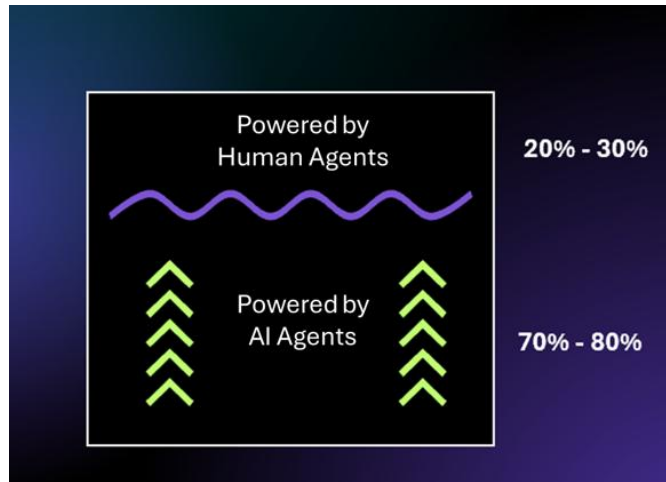 Powered by
Human Agents
20% - 30%
Powered by
AI Agents
70% - 80%